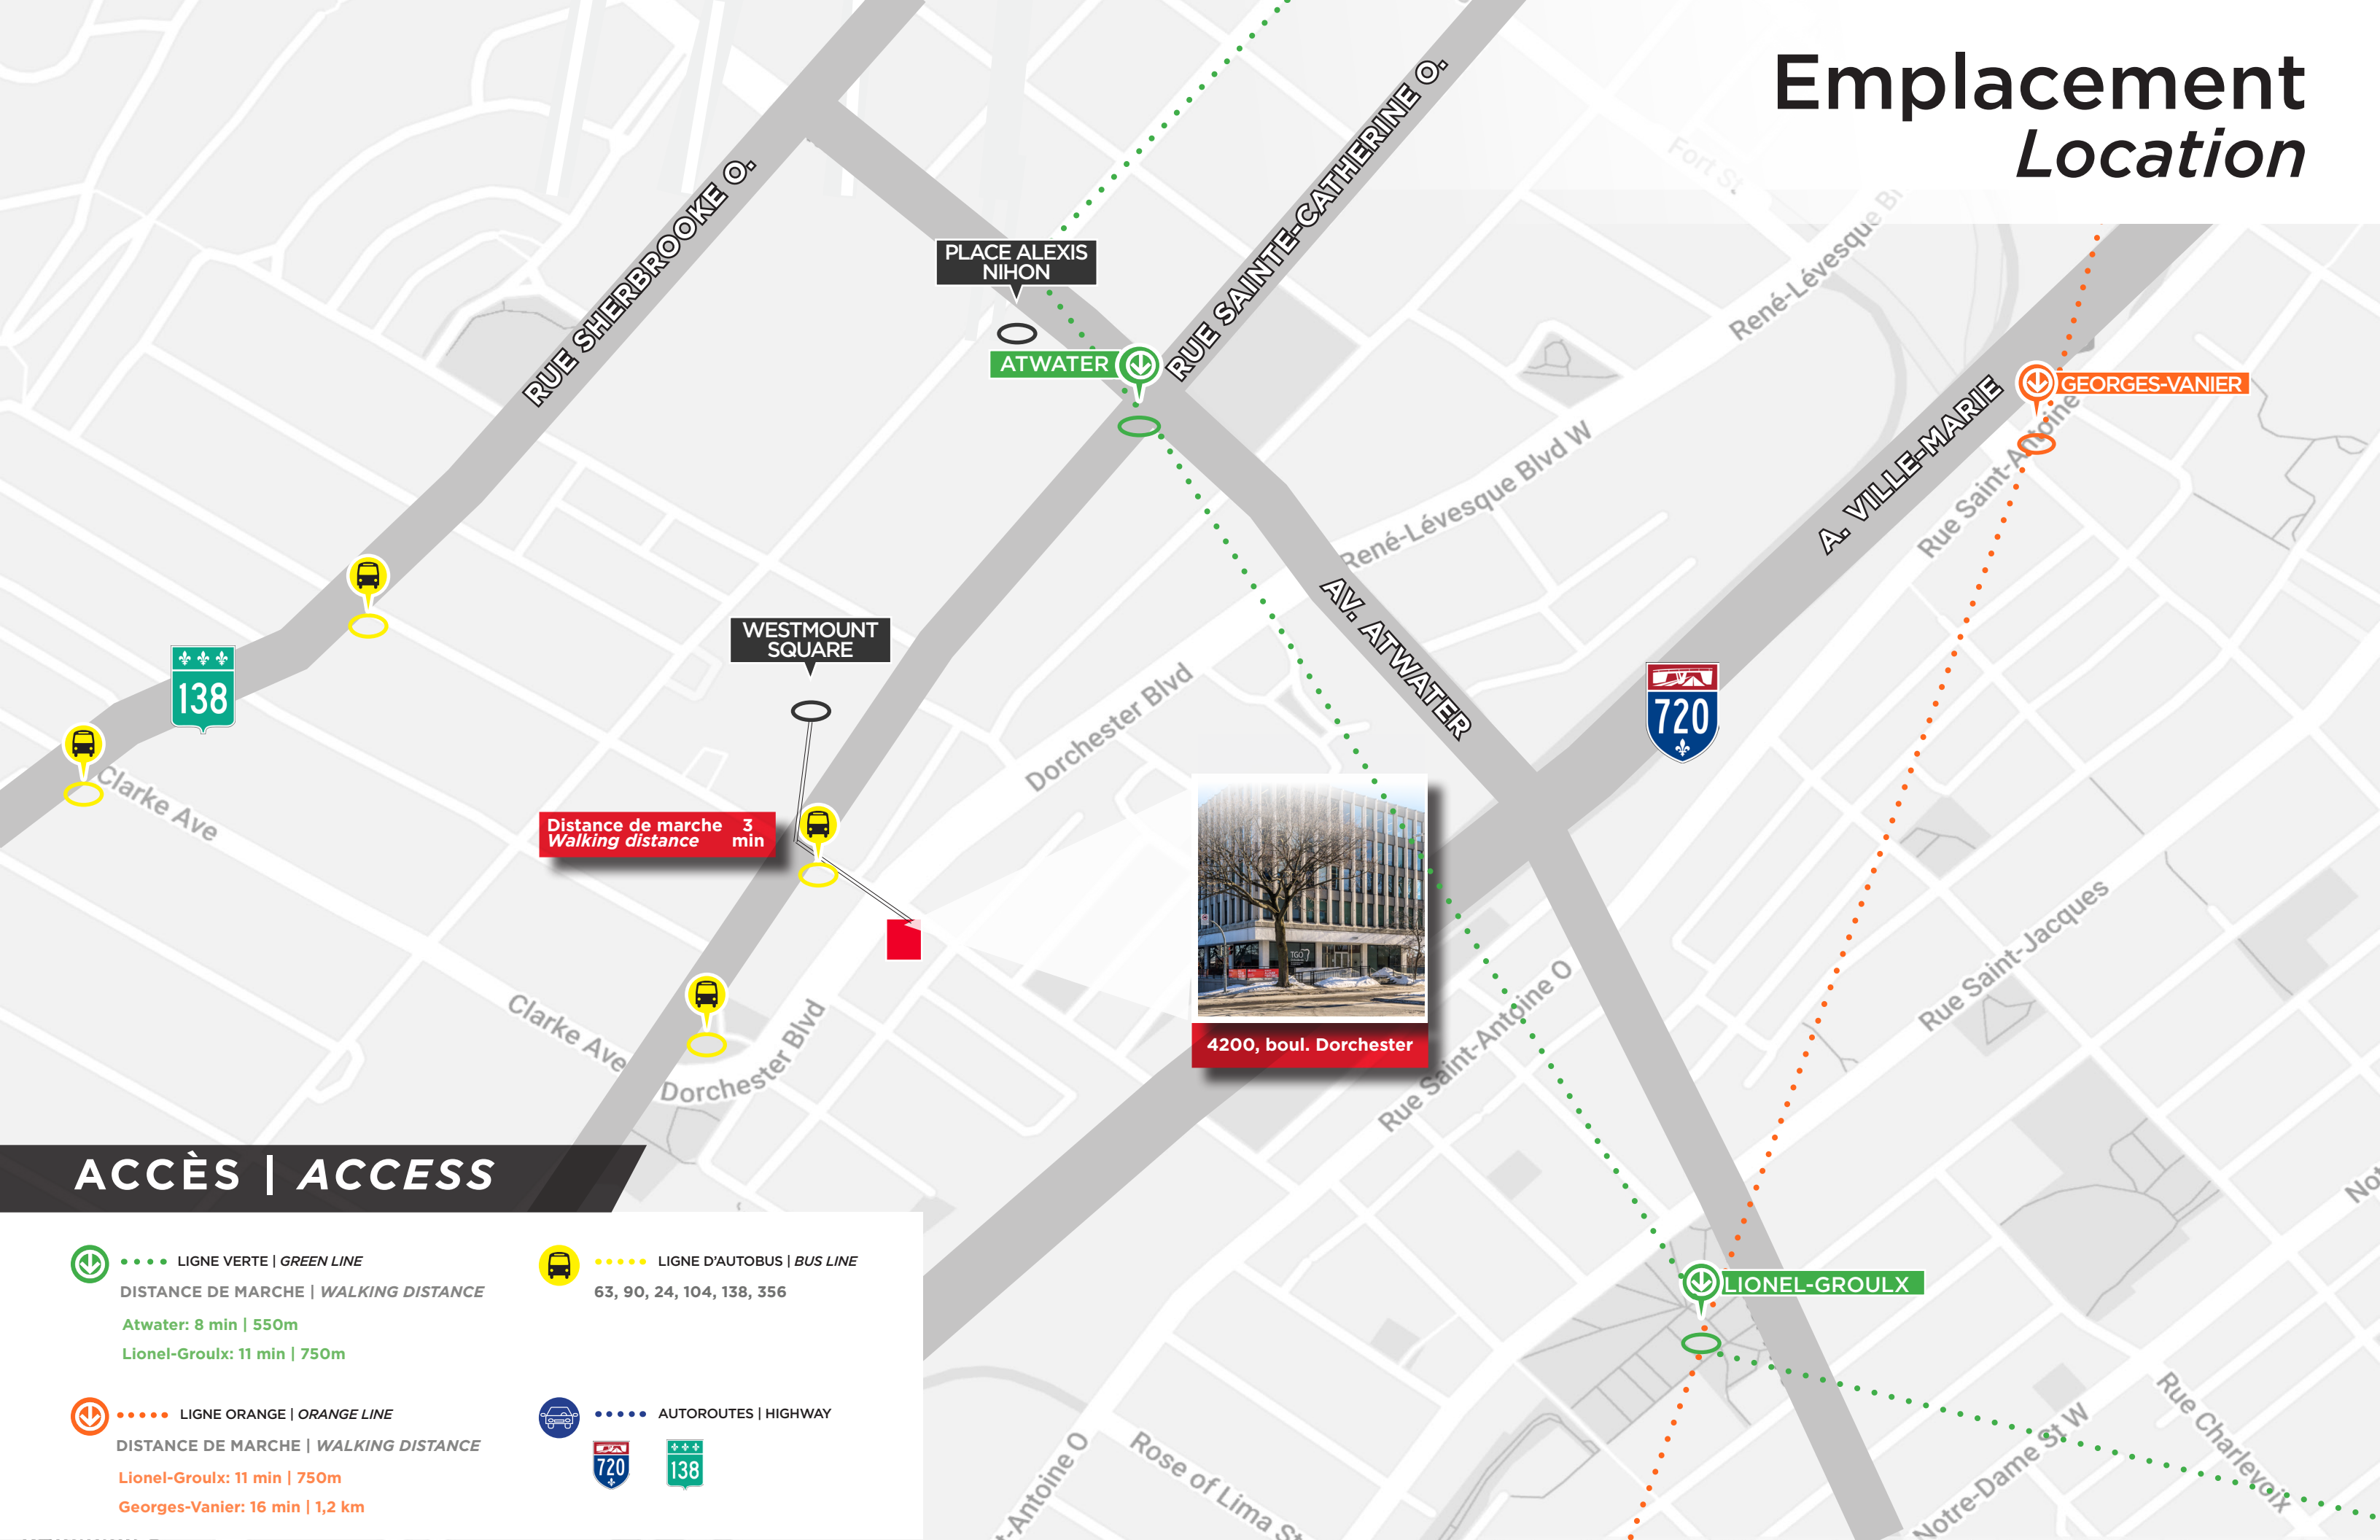 Emplacement
Location
Fort St
René-Lévesque Bl
RUE SHERBROOKE O.
RUE SAINTE-CATHERINE O.
PLACE ALEXIS
NIHON
ATWATER
GEORGES-VANIER
A. VILLE-MARIE
Rue Saint-Antoine
René-Lévesque Blvd W
AV. ATWATER
WESTMOUNT
SQUARE
138
720
Dorchester Blvd
Clarke Ave
Distance de marche 3
Walking distance min
TGO
4200, boul. Dorchester
Rue Saint-Antoine O
Rue Saint-Jacques
Clarke Ave
Dorchester Blvd
Not
LIONEL-GROULX
Rue Charlevoix
Notre-Dame St W
t-Antoine O
Rose of Lima St
ACCÈS | ACCESS
LIGNE VERTE | GREEN LINE
DISTANCE DE MARCHE | WALKING DISTANCE
Atwater: 8 min | 550m
Lionel-Groulx: 11 min | 750m
LIGNE D'AUTOBUS | BUS LINE
63, 90, 24, 104, 138, 356
LIGNE ORANGE | ORANGE LINE
DISTANCE DE MARCHE | WALKING DISTANCE
Lionel-Groulx: 11 min | 750m
Georges-Vanier: 16 min | 1,2 km
AUTOROUTES | HIGHWAY
720
138